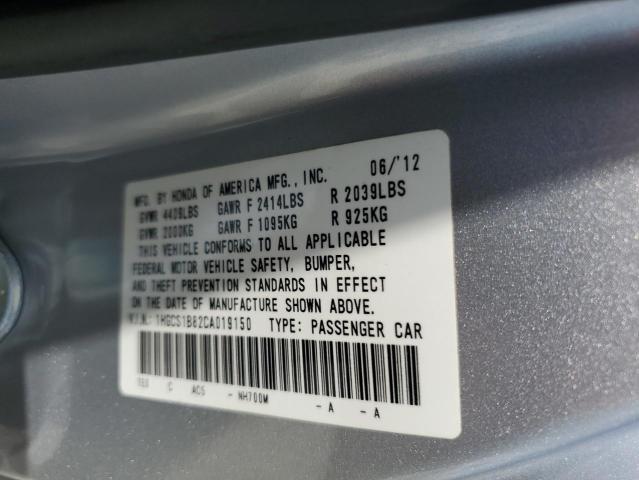 MFG. BY HONDA OF AMERICA MFG., INC. 06/'12
GVWR 4409LBS GAWR F 2414LBS R 2039LBS
GVWR 2000KG GAWR F 1095KG R 925KG
THIS VEHICLE CONFORMS TO ALL APPLICABLE
FEDERAL MOTOR VEHICLE SAFETY, BUMPER,
AND THEFT PREVENTION STANDARDS IN EFFECT
ON THE DATE OF MANUFACTURE SHOWN ABOVE.
V.I.N.: 1HGCS1B82CA019150 TYPE: PASSENGER CAR
C AC5 - NH700M - A - A